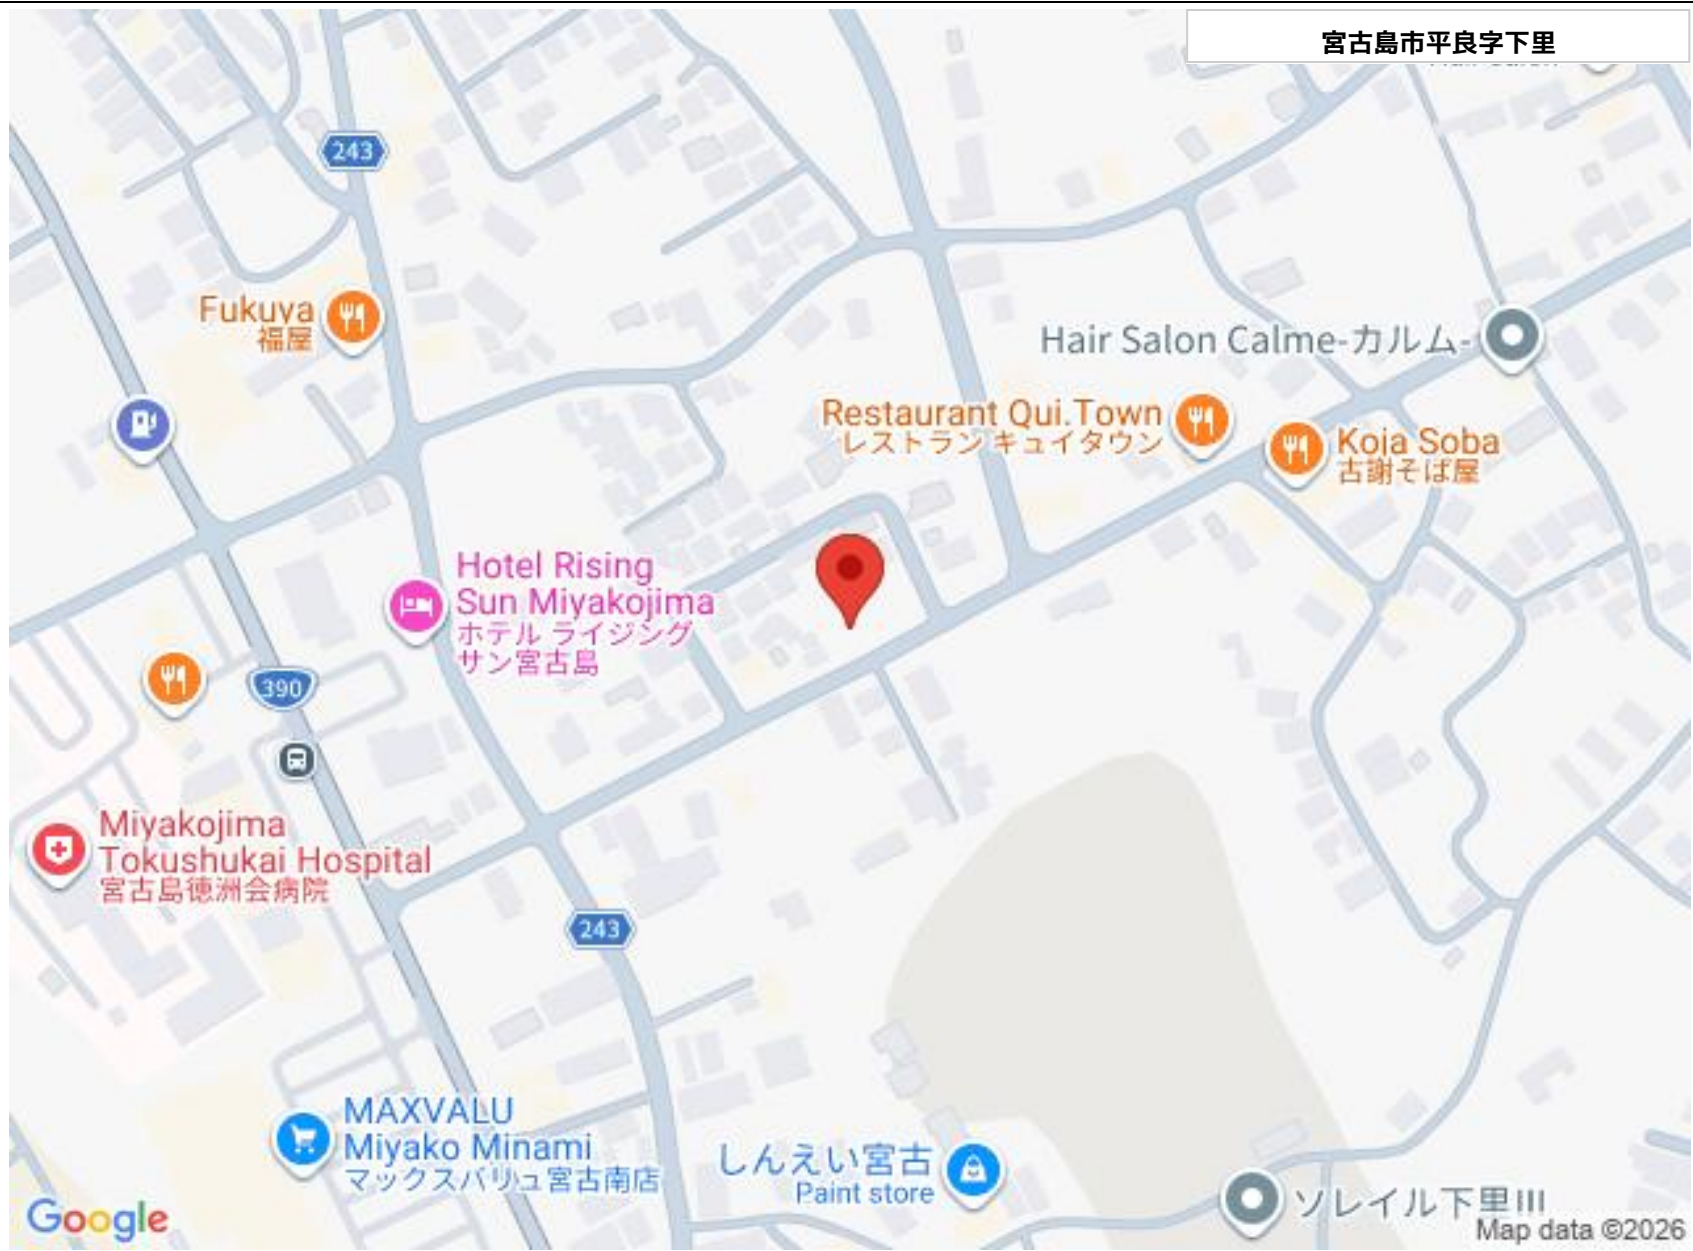 宮古島市平良字下里
243
Fukuya
福屋
Hair Salon Calme-カルム-
Restaurant Qui.Town
レストラン キュイタウン
Koja Soba
古謝そば屋
Hotel Rising
Sun Miyakojima
ホテル ライジング
サン宮古島
390
Miyakojima
Tokushukai Hospital
宮古島徳洲会病院
243
MAXVALU
Miyako Minami
マックスバリュ宮古南店
しんえい宮古
Paint store
ソレイル下里III
Google
Map data ©2026